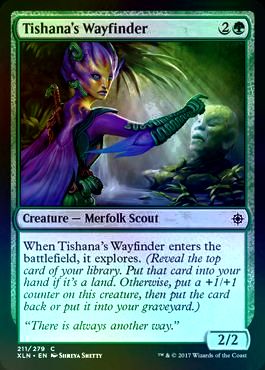 Tishana's Wayfinder 2
Creature — Merfolk Scout
When Tishana's Wayfinder enters the
battlefield, it explores. (Reveal the top
card of your library. Put that card into your
hand if it's a land. Otherwise, put a +1/+1
counter on this creature, then put the card
back or put it into your graveyard.)
"There is always another way."
2/2
211/279 C
XLN • EN Shreya Shetty
™ & © 2017 Wizards of the Coast